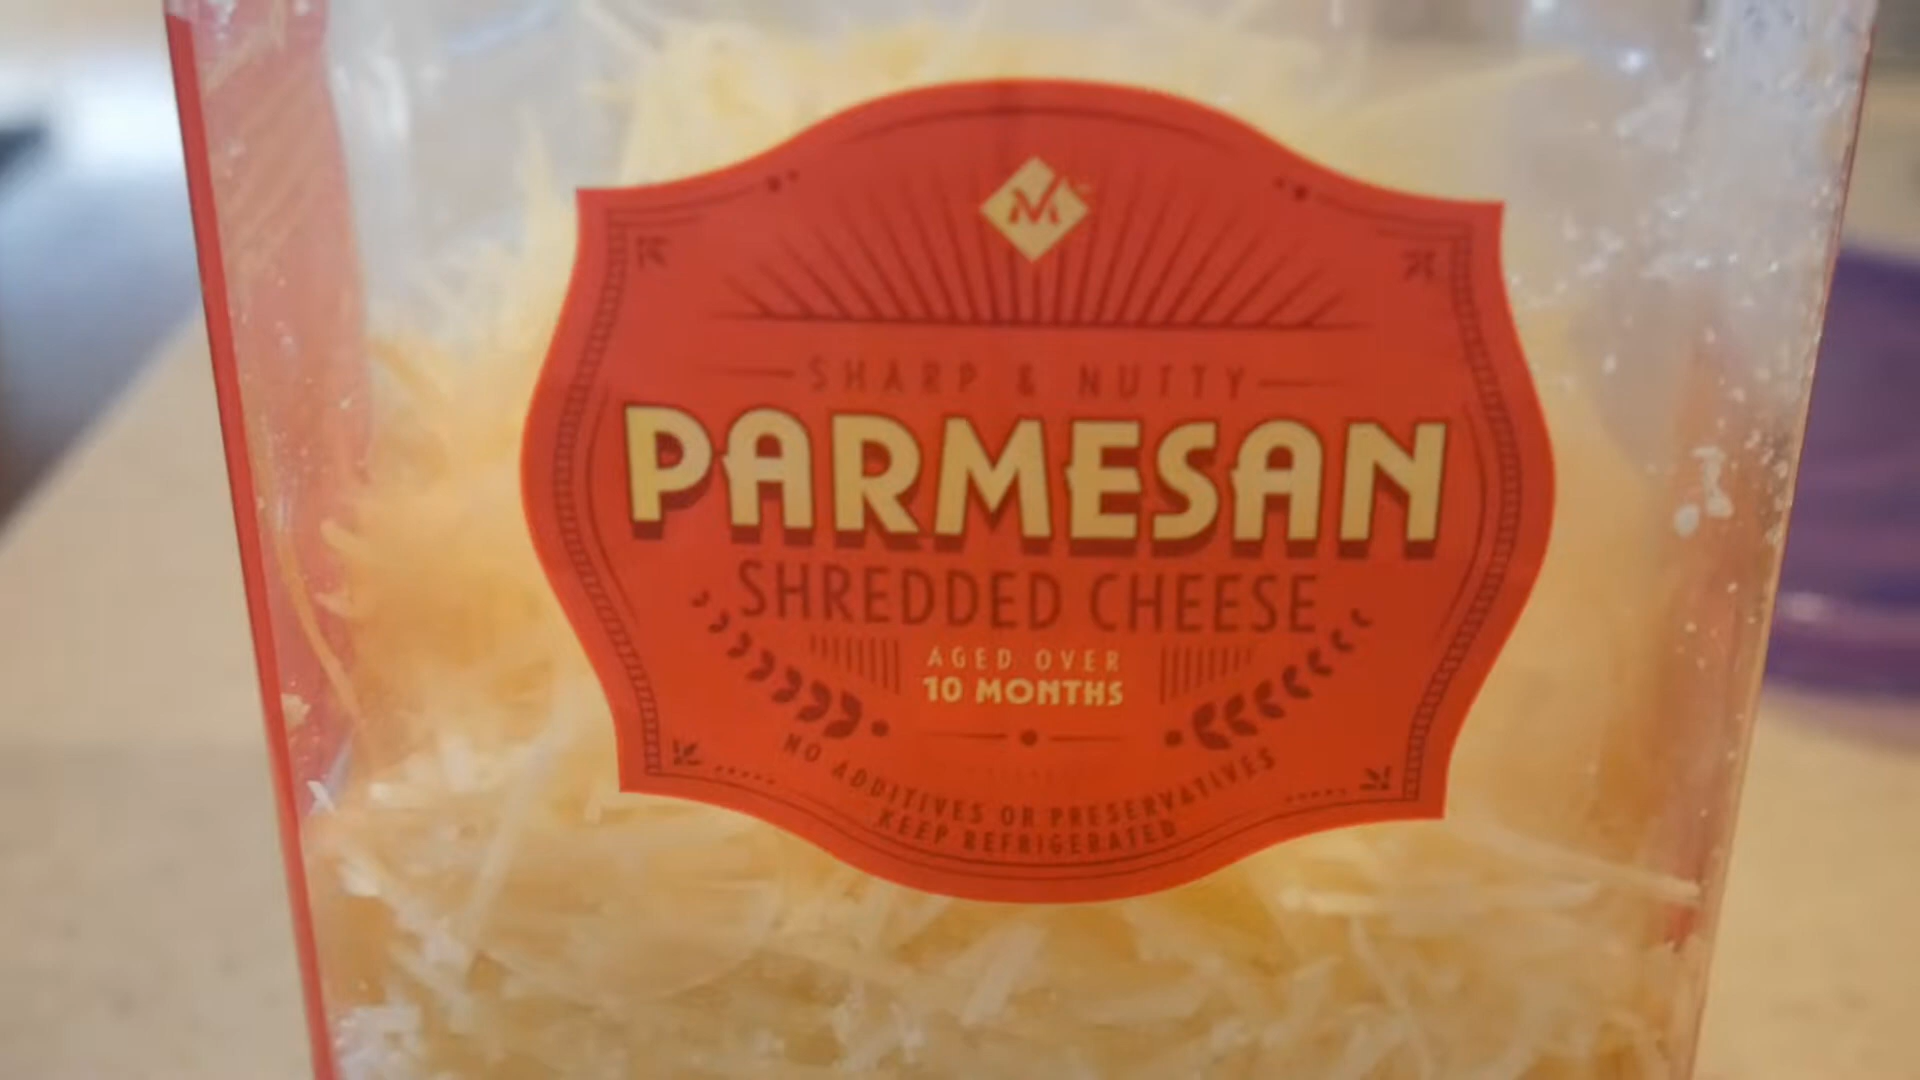 M
SHARP & NUTTY
PARMESAN
SHREDDED CHEESE
AGED OVER
10 MONTHS
NO ADDITIVES OR PRESERVATIVES
KEEP REFRIGERATED